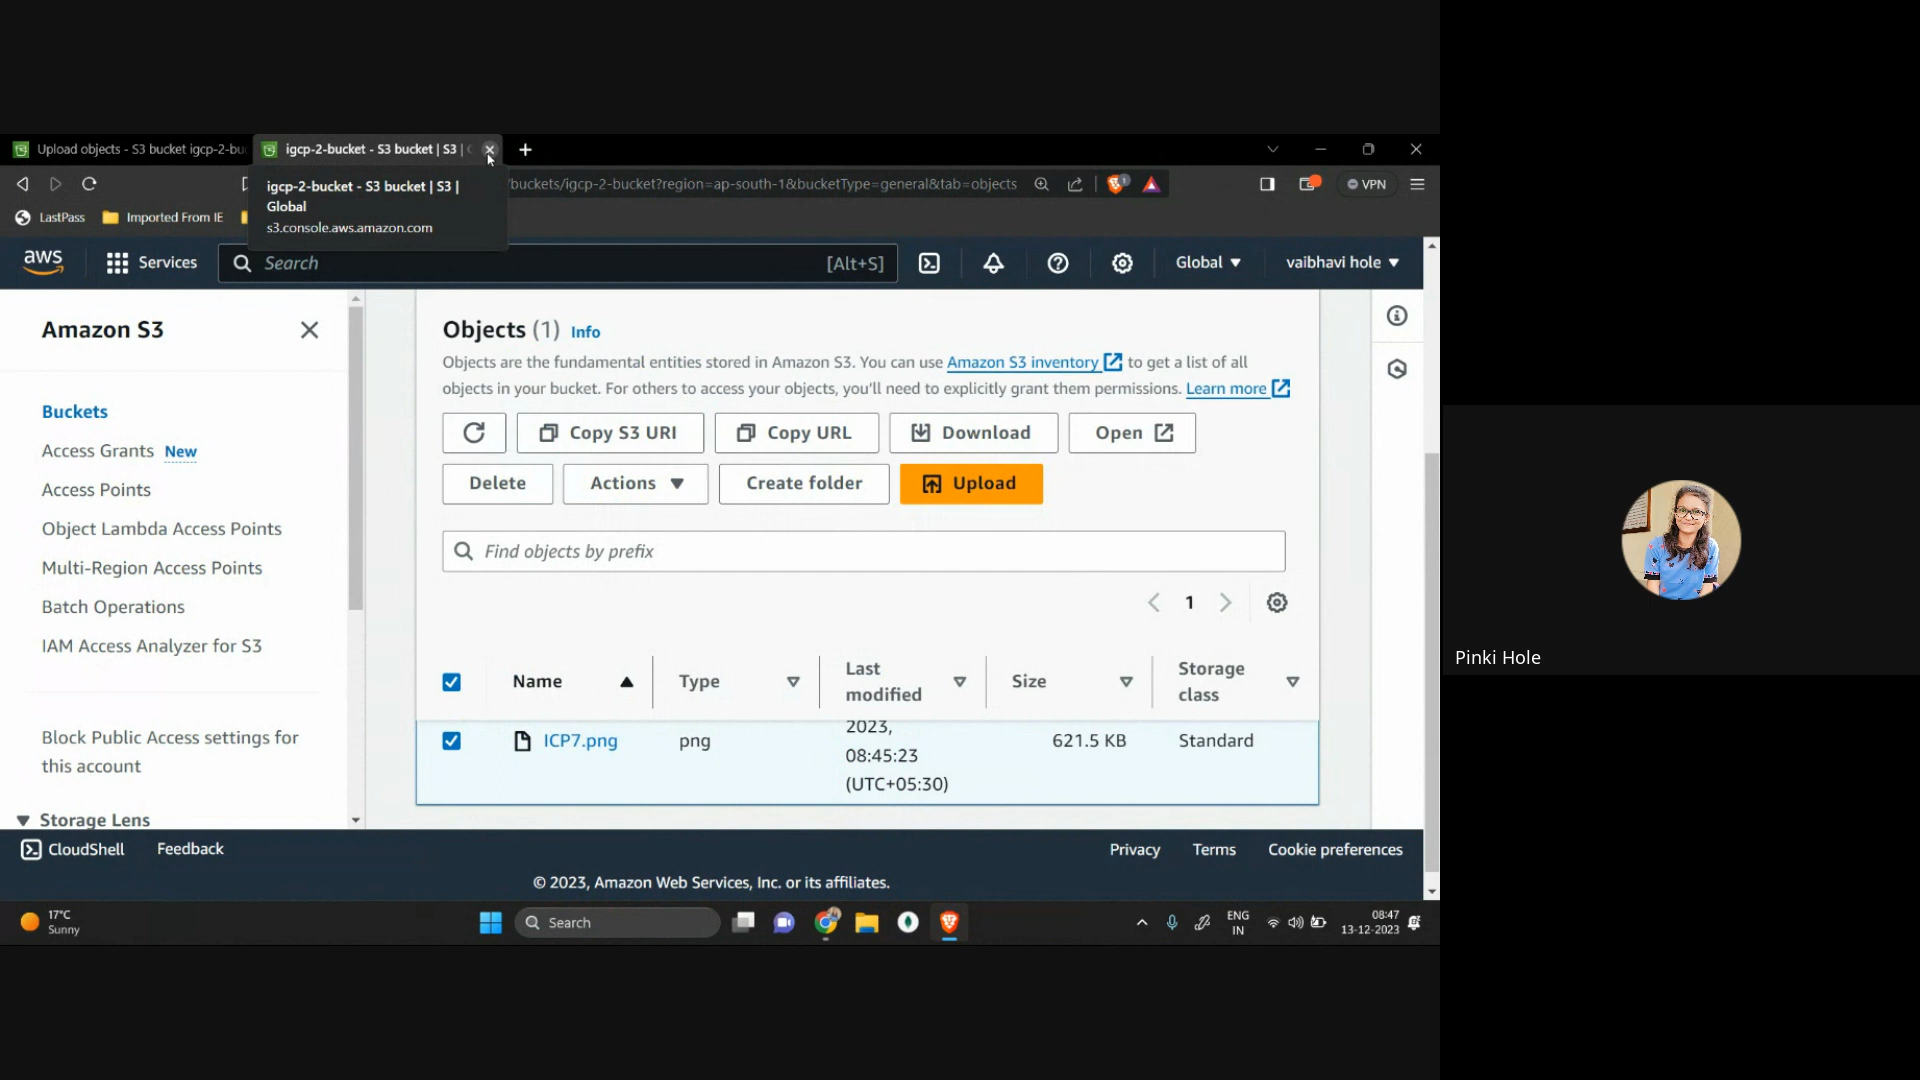 Upload objects - S3 bucket igcp-2-bu
igcp-2-bucket - S3 bucket | S3 |
/buckets/igcp-2-bucket?region=ap-south-1&bucketType=general&tab=objects
VPN
igcp-2-bucket - S3 bucket | S3 |
Global
s3.console.aws.amazon.com
LastPass
Imported From IE
aws
Services
Search
[Alt+S]
Global
vaibhavi hole
Amazon S3
Buckets
Access Grants New
Access Points
Object Lambda Access Points
Multi-Region Access Points
Batch Operations
IAM Access Analyzer for S3
Block Public Access settings for
this account
Storage Lens
Objects (1) Info
Objects are the fundamental entities stored in Amazon S3. You can use Amazon S3 inventory to get a list of all
objects in your bucket. For others to access your objects, you'll need to explicitly grant them permissions. Learn more
Copy S3 URI
Copy URL
Download
Open
Delete
Actions
Create folder
Upload
Find objects by prefix
1
Name
Type
Last
modified
Size
Storage
class
ICP7.png
png
2023,
08:45:23
(UTC+05:30)
621.5 KB
Standard
CloudShell
Feedback
Privacy
Terms
Cookie preferences
© 2023, Amazon Web Services, Inc. or its affiliates.
17°C
Sunny
Search
ENG
IN
08:47
13-12-2023
Pinki Hole